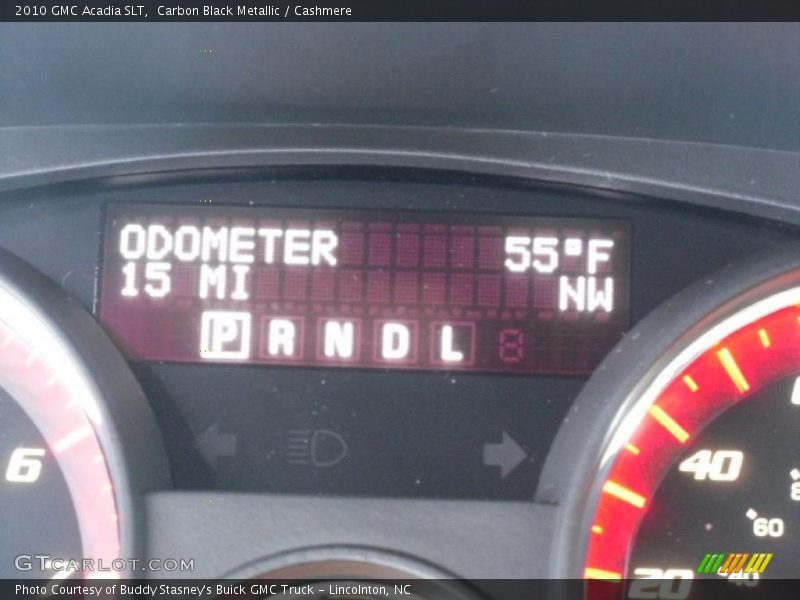 2010 GMC Acadia SLT, Carbon Black Metallic / Cashmere
ODOMETER 55°F
15 MI NW
P R N D L
6
40
60
20
40
GTCARLOT.COM
Photo Courtesy of Buddy Stasney's Buick GMC Truck - Lincolnton, NC